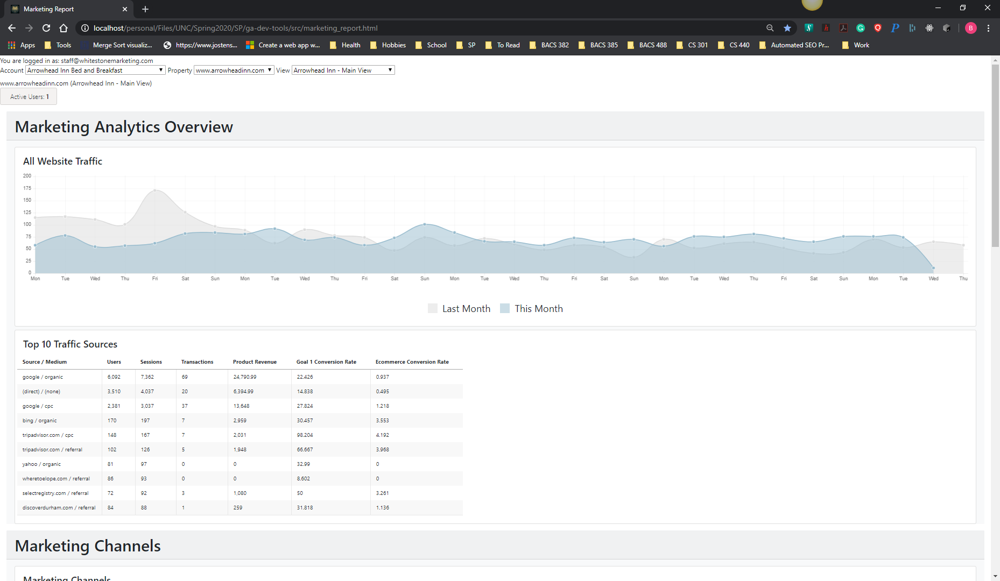 Marketing Report
localhost/personal/Files/UNC/Spring2020/SP/ga-dev-tools/src/marketing_report.html
Apps Tools Merge Sort visualiz... https://www.jostens... Create a web app w... Health Hobbies School SP To Read BACS 382 BACS 385 BACS 488 CS 301 CS 440 Automated SEO Pr... Work
You are logged in as: staff@whitestonemarketing.com
Account Arrowhead Inn Bed and Breakfast Property www.arrowheadinn.com View Arrowhead Inn - Main View
www.arrowheadinn.com (Arrowhead Inn - Main View)
Active Users: 1
Marketing Analytics Overview
All Website Traffic
200
175
150
125
100
75
50
25
0
Mon Tue Wed Thu Fri Sat Sun Mon Tue Wed Thu Fri Sat Sun Mon Tue Wed Thu Fri Sat Sun Mon Tue Wed Thu Fri Sat Sun Mon Tue Wed Thu
Last Month This Month
Top 10 Traffic Sources
Source / Medium Users Sessions Transactions Product Revenue Goal 1 Conversion Rate Ecommerce Conversion Rate
google / organic 6,092 7,362 69 24,790.99 22.426 0.937
(direct) / (none) 3,510 4,037 20 6,394.99 14.838 0.495
google / cpc 2,381 3,037 37 13,648 27.824 1.218
bing / organic 170 197 7 2,959 30.457 3.553
tripadvisor.com / cpc 148 167 7 2,031 98.204 4.192
tripadvisor.com / referral 102 126 5 1,948 66.667 3.968
yahoo / organic 81 97 0 0 32.99 0
wheretoelope.com / referral 86 93 0 0 8.602 0
selectregistry.com / referral 72 92 3 1,080 50 3.261
discoverdurham.com / referral 84 88 1 259 31.818 1.136
Marketing Channels
Marketing Channels